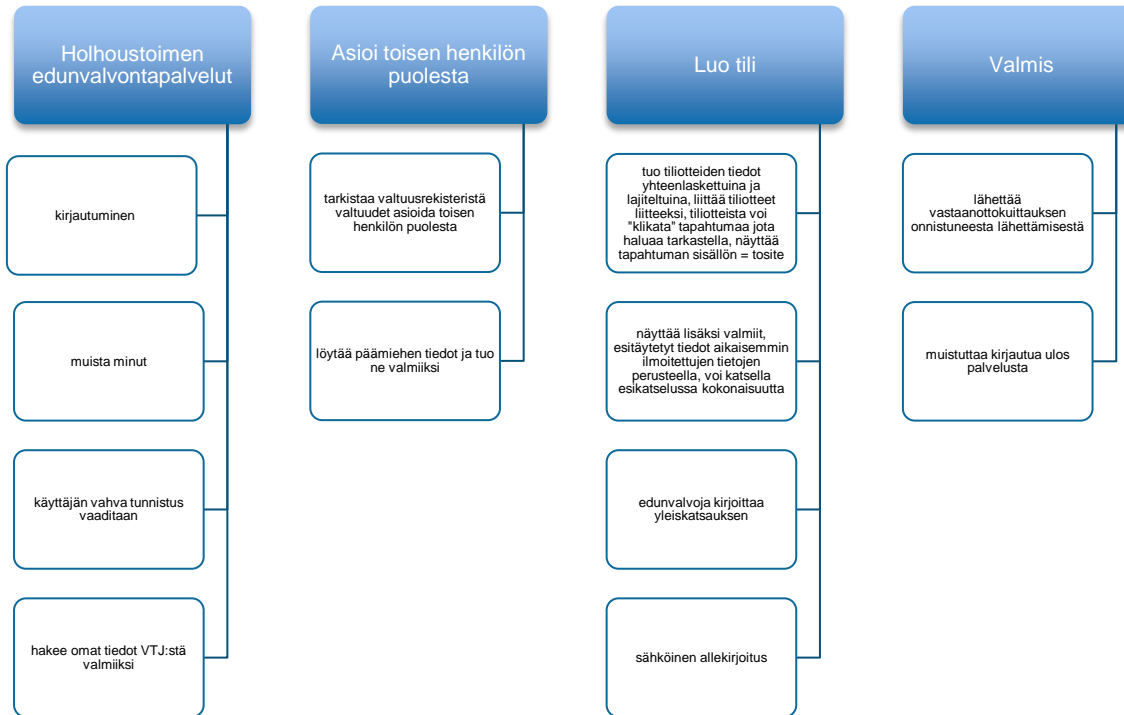 Holhoustoimen
edunvalvontapalvelut
kirjautuminen
muista minut
käyttäjän vahva tunnistus
vaaditaan
hakee omat tiedot VTJ:stä
valmiiksi
Asioi toisen henkilön
puolesta
tarkistaa valtuusrekisteristä
valtuudet asioida toisen
henkilön puolesta
löytää päämiehen tiedot ja tuo
ne valmiiksi
Luo tili
tuo tiliotteiden tiedot
yhteenlaskettuina ja
lajiteltuina, liittää tiliotteet
liitteeksi, tiliotteista voi
"klikata" tapahtumaa jota
haluaa tarkastella, näyttää
tapahtuman sisällön = tosite
näyttää lisäksi valmiit,
esitäytetyt tiedot aikaisemmin
ilmoitettujen tietojen
perusteella, voi katsella
esikatselussa kokonaisuutta
edunvalvoja kirjoittaa
yleiskatsauksen
sähköinen allekirjoitus
Valmis
lähettää
vastaanottokuittauksen
onnistuneesta lähettämisestä
muistuttaa kirjautua ulos
palvelusta